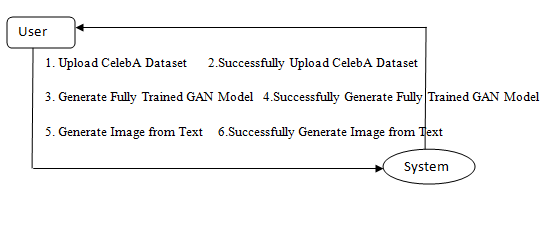 User
1. Upload CelebA Dataset 2.Successfully Upload CelebA Dataset
3. Generate Fully Trained GAN Model 4.Successfully Generate Fully Trained GAN Model
5. Generate Image from Text 6.Successfully Generate Image from Text
System